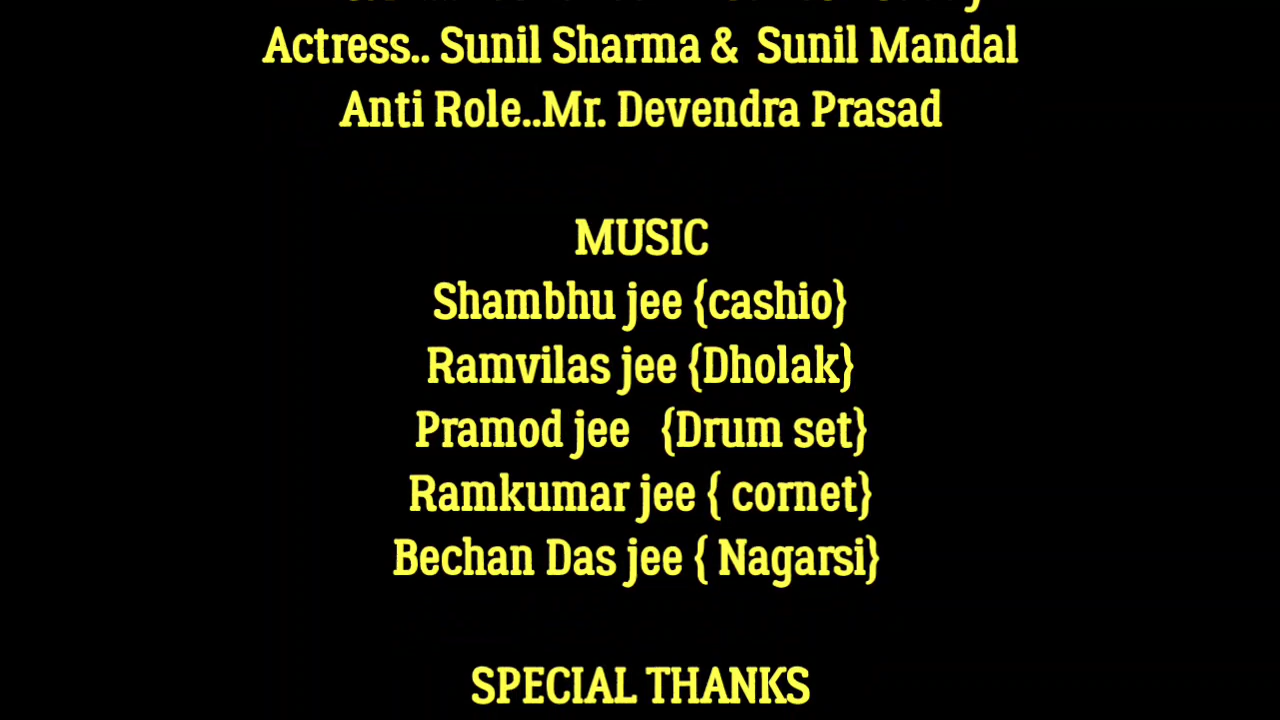 Actress.. Sunil Sharma & Sunil Mandal
Anti Role..Mr. Devendra Prasad
MUSIC
Shambhu jee {cashio}
Ramvilas jee {Dholak}
Pramod jee {Drum set}
Ramkumar jee { cornet}
Bechan Das jee { Nagarsi}
SPECIAL THANKS